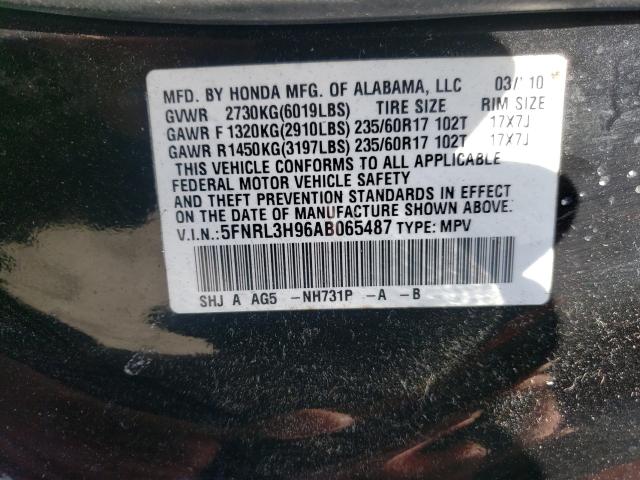 MFD. BY HONDA MFG. OF ALABAMA, LLC 03/'10
GVWR 2730KG(6019LBS) TIRE SIZE RIM SIZE
GAWR F 1320KG(2910LBS) 235/60R17 102T 17X7J
GAWR R 1450KG(3197LBS) 235/60R17 102T 17X7J
THIS VEHICLE CONFORMS TO ALL APPLICABLE
FEDERAL MOTOR VEHICLE SAFETY
AND THEFT PREVENTION STANDARDS IN EFFECT
ON THE DATE OF MANUFACTURE SHOWN ABOVE.
V.I.N.:5FNRL3H96AB065487 TYPE: MPV
SHJ A AG5 -NH731P -A -B